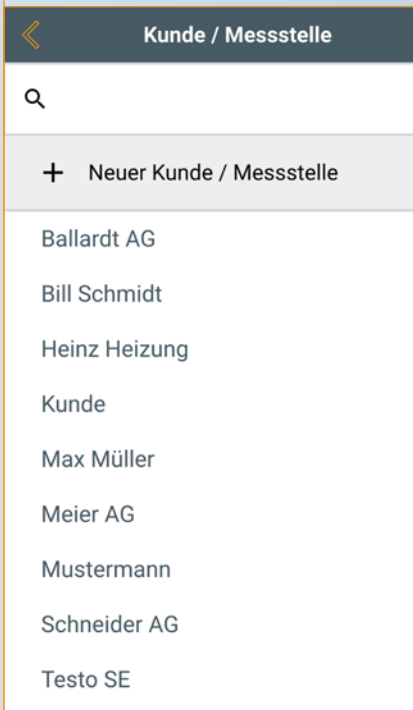 Kunde / Messstelle
Neuer Kunde / Messstelle
Ballardt AG
Bill Schmidt
Heinz Heizung
Kunde
Max Müller
Meier AG
Mustermann
Schneider AG
Testo SE